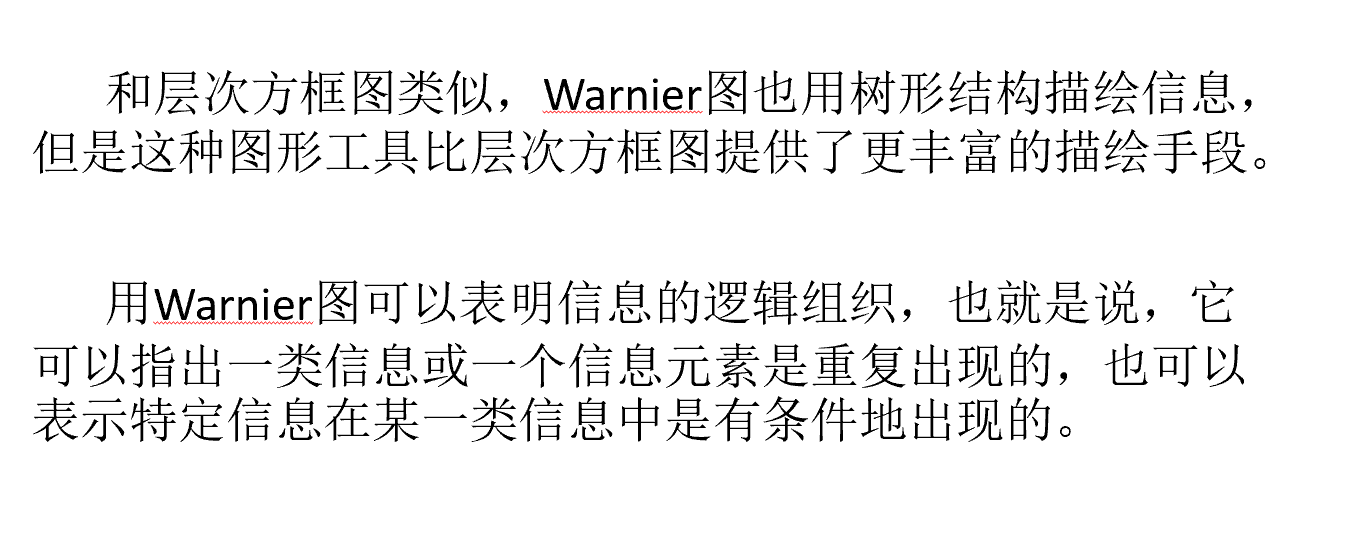 和层次方框图类似，Warnier图也用树形结构描绘信息，
但是这种图形工具比层次方框图提供了更丰富的描绘手段。
用Warnier图可以表明信息的逻辑组织，也就是说，它
可以指出一类信息或一个信息元素是重复出现的，也可以
表示特定信息在某一类信息中是有条件地出现的。